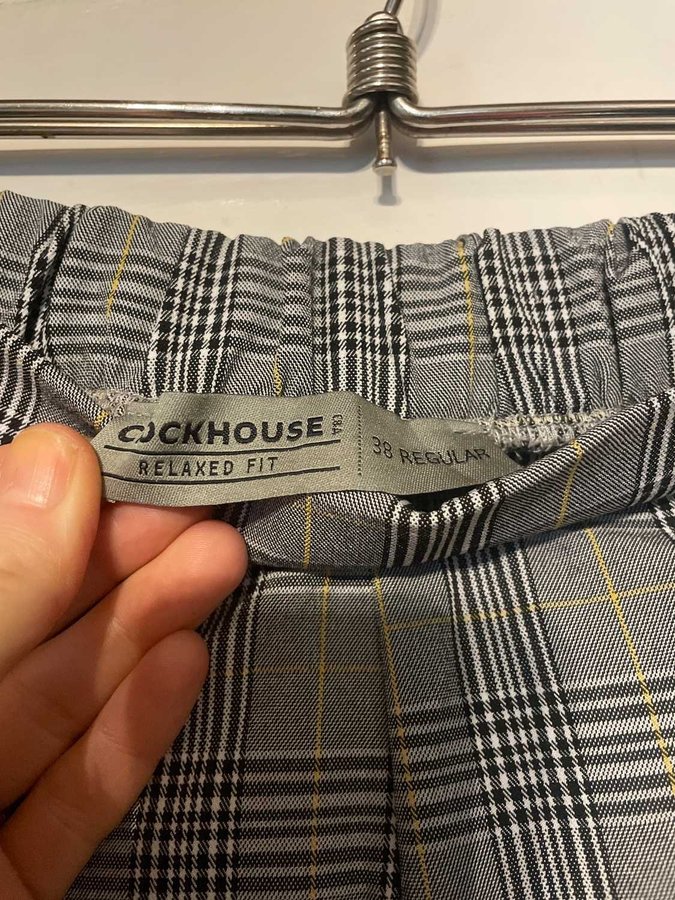 CLOCKHOUSE
RELAXED FIT
38 REGULAR